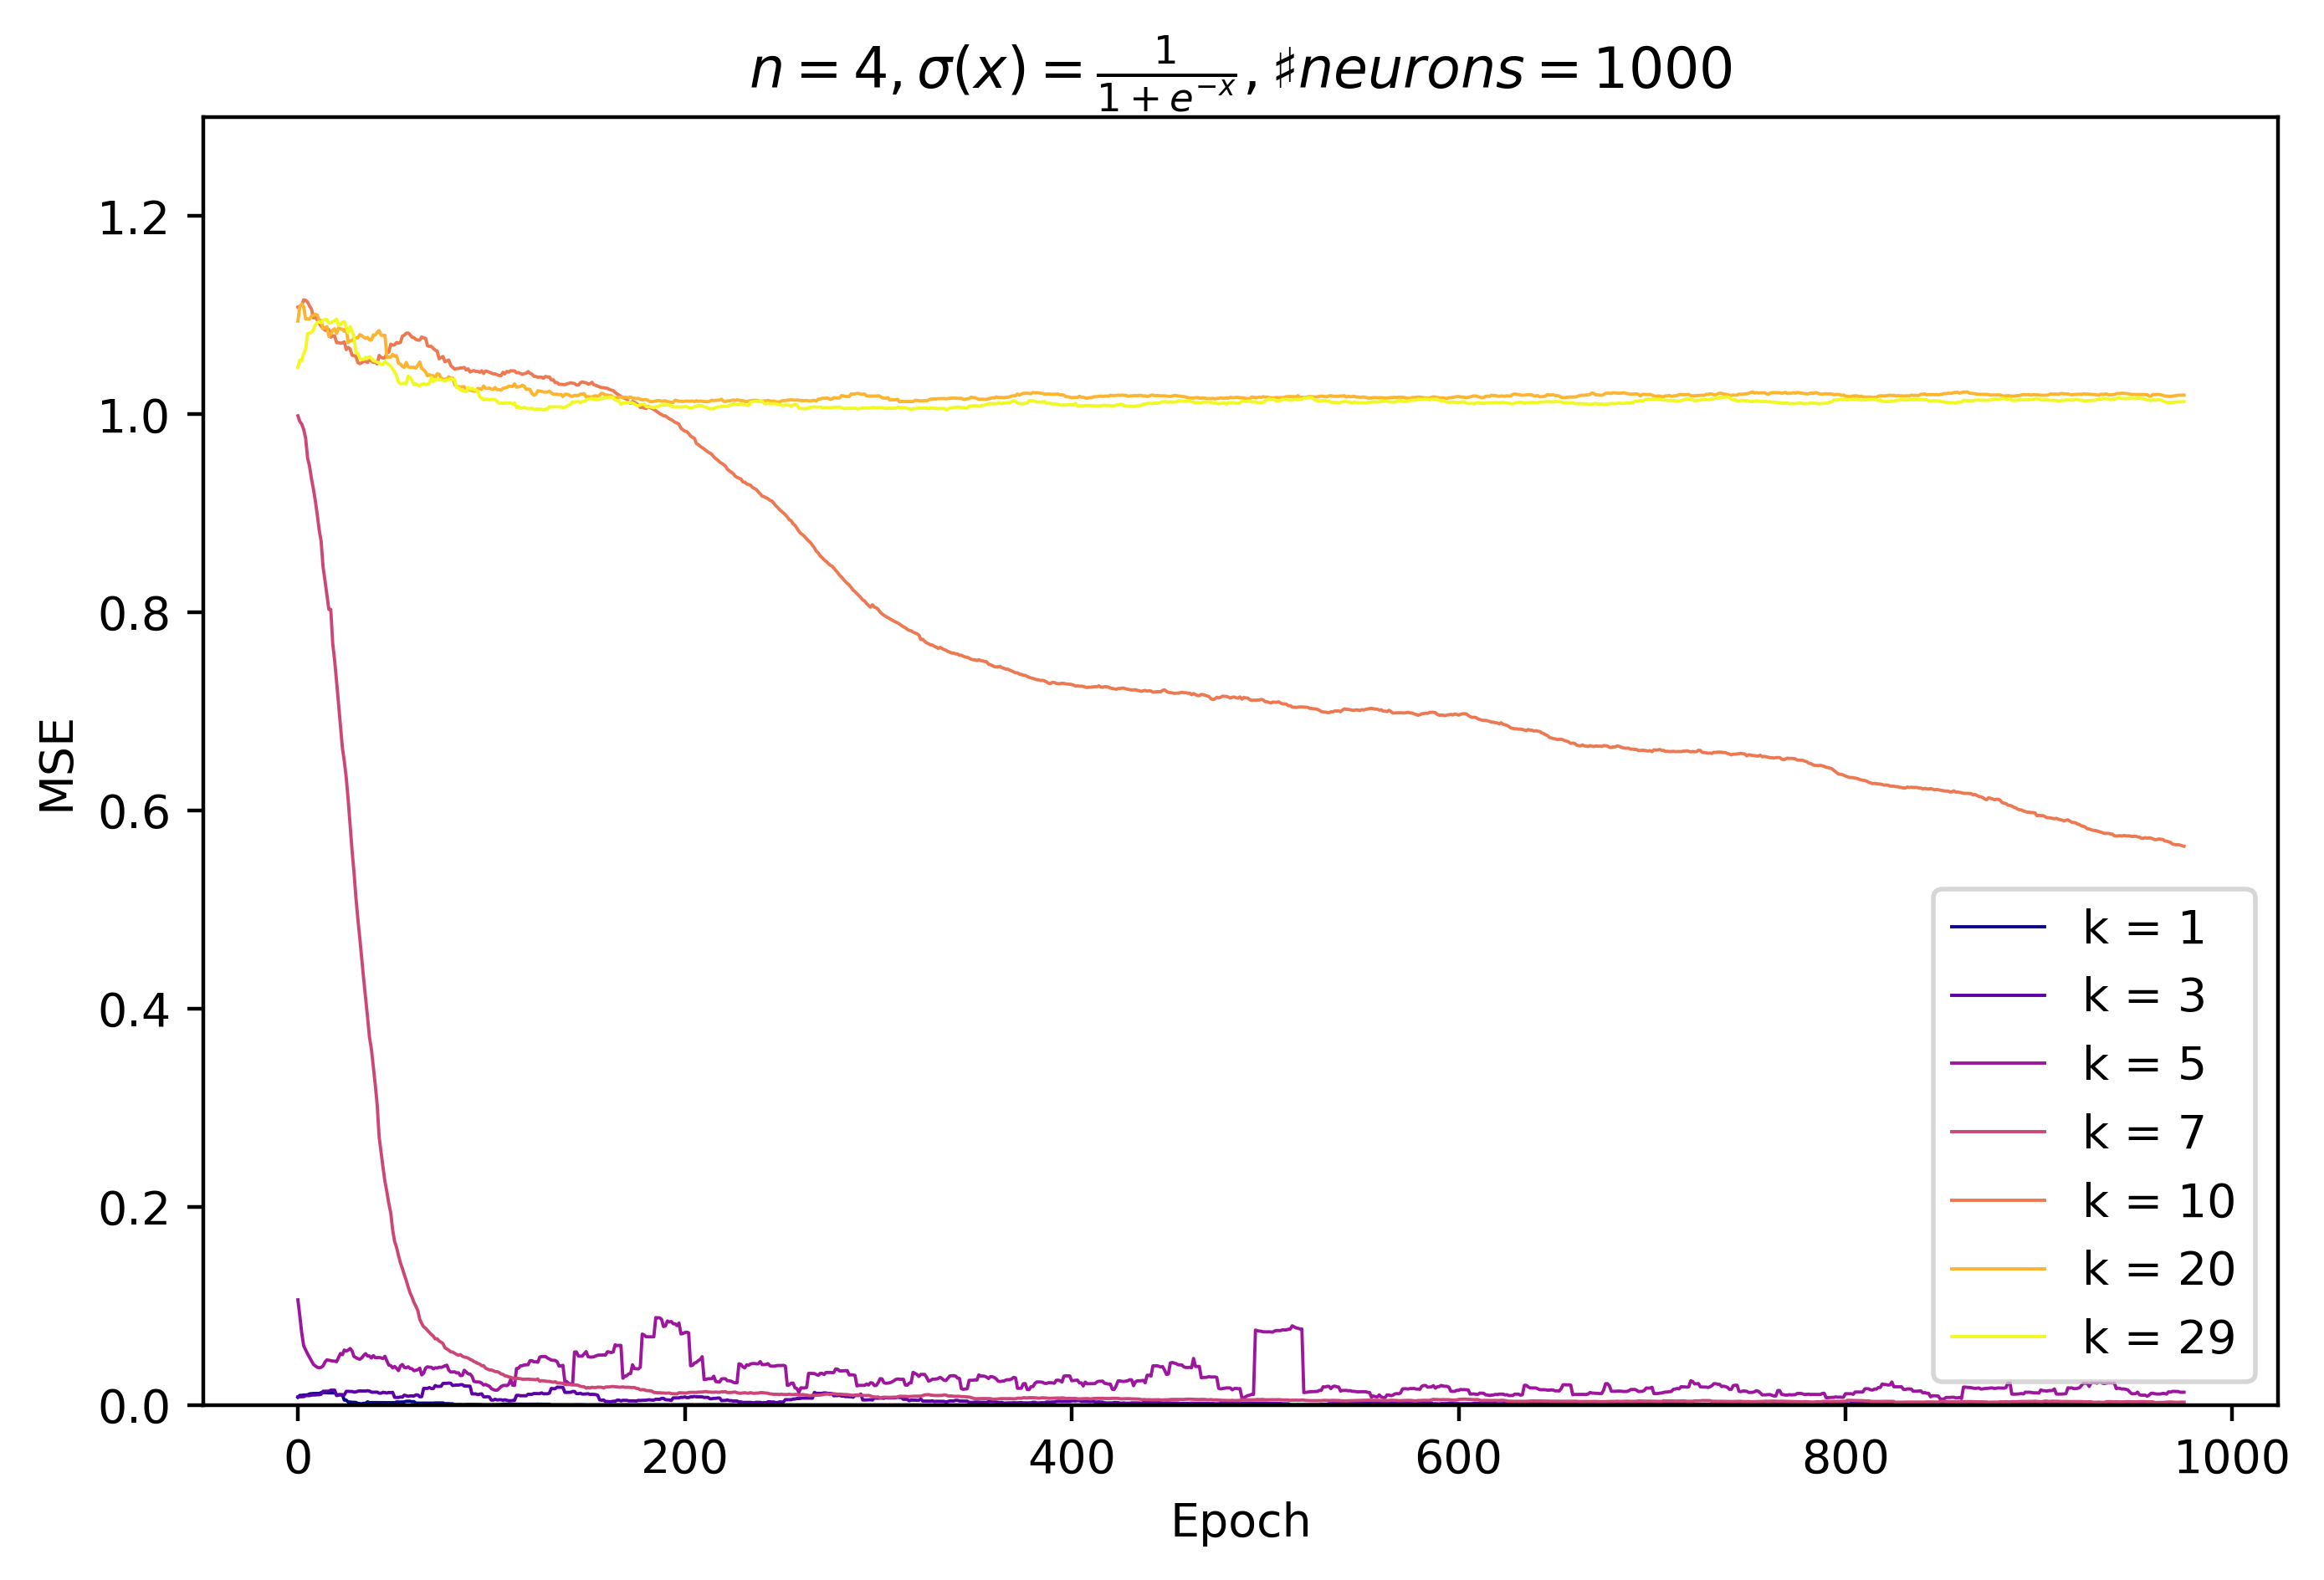 n = 4, σ(x) = 1/(1 + e^{−x}), ♯neurons = 1000
1.2
1.0
0.8
0.6
0.4
0.2
0.0
MSE
k = 1
k = 3
k = 5
k = 7
k = 10
k = 20
k = 29
0 200 400 600 800 1000
Epoch